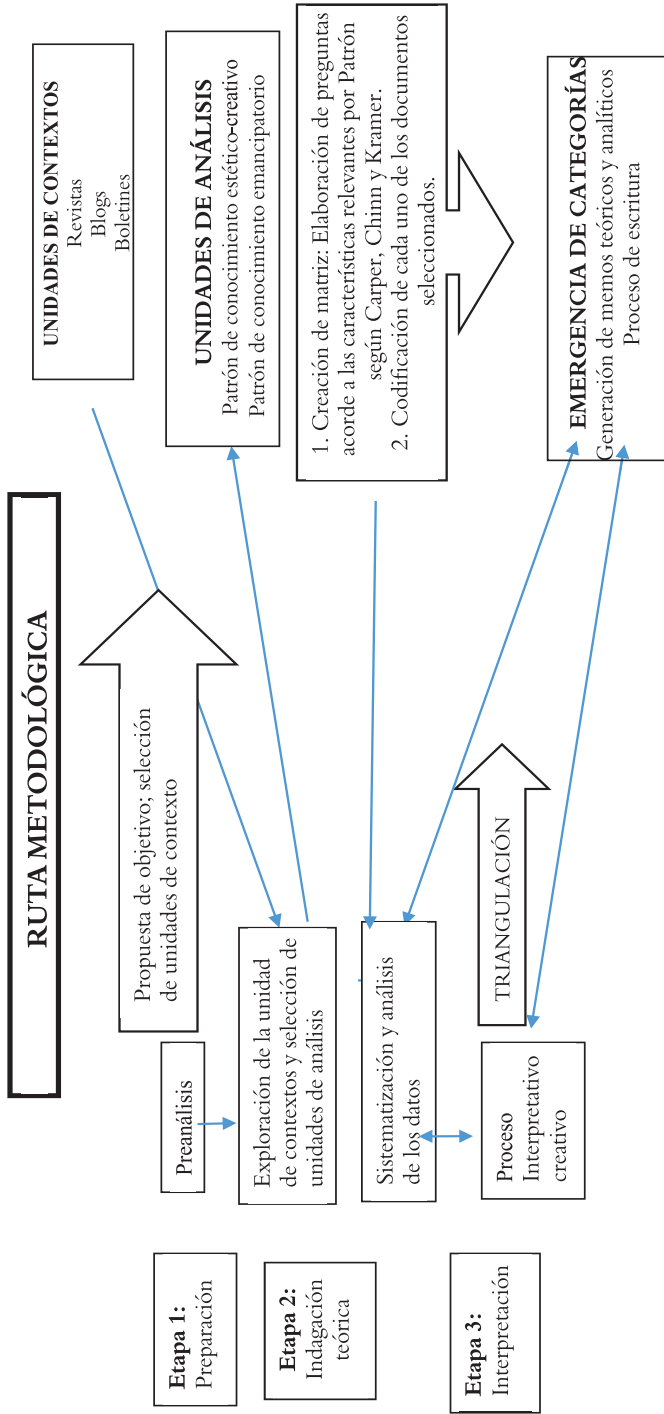 RUTA METODOLÓGICA
Etapa 1:
Preparación
Preanálisis
Propuesta de objetivo; selección
de unidades de contexto
UNIDADES DE CONTEXTOS
Revistas
Blogs
Boletines
Etapa 2:
Indagación
teórica
Exploración de la unidad
de contextos y selección de
unidades de análisis
UNIDADES DE ANÁLISIS
Patrón de conocimiento estético-creativo
Patrón de conocimiento emancipatorio
Sistematización y análisis
de los datos
1. Creación de matriz: Elaboración de preguntas
acorde a las características relevantes por Patrón
según Carper, Chinn y Kramer.
2. Codificación de cada uno de los documentos
seleccionados.
Etapa 3:
Interpretación
Proceso
Interpretativo
creativo
TRIANGULACIÓN
EMERGENCIA DE CATEGORÍAS
Generación de memos teóricos y analíticos
Proceso de escritura